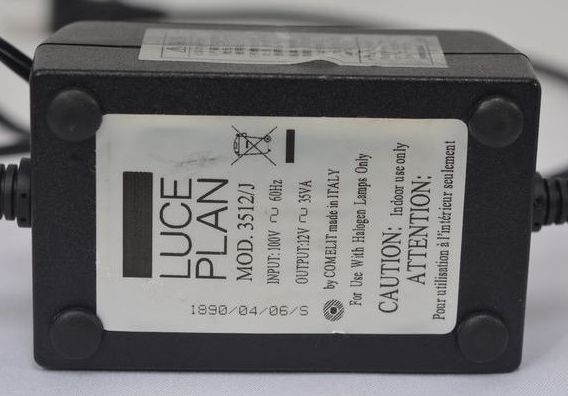 LUCE
PLAN
MOD. 3512/J
INPUT: 100V ~ 60Hz
OUTPUT:12V ~ 35VA
by COMELIT made in ITALY
For Use With Halogen Lamps Only
CAUTION: Indoor use only
ATTENTION:
Pour utilisation à l'intérieur seulement
1890/04/06/S